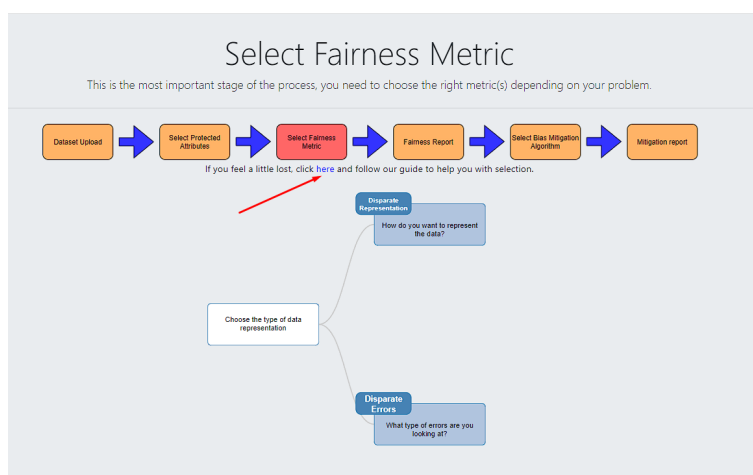 Select Fairness Metric
This is the most important stage of the process, you need to choose the right metric(s) depending on your problem.
Dataset Upload
Select Protected
Attributes
Select Fairness
Metric
Fairness Report
Select Bias Mitigation
Algorithm
Mitigation report
If you feel a little lost, click here and follow our guide to help you with selection.
Disparate
Representation
How do you want to represent
the data?
Choose the type of data
representation
Disparate
Errors
What type of errors are you
looking at?